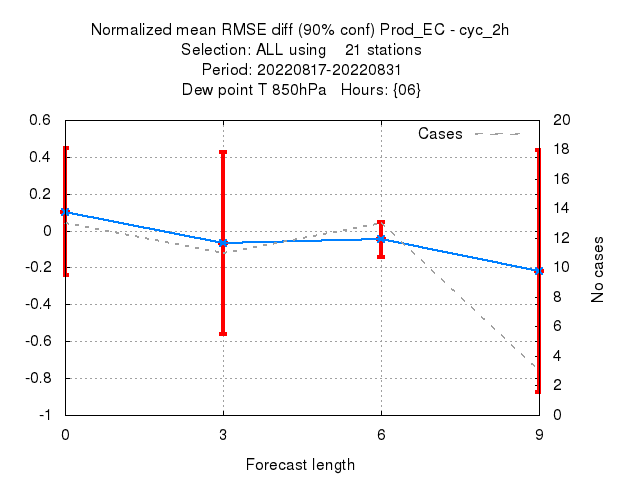 Normalized mean RMSE diff (90% conf) Prod_EC - cyc_2h
Selection: ALL using    21 stations
Period: 20220817-20220831
Dew point T 850hPa   Hours: {06}
Cases
0.6
0.4
0.2
0
-0.2
-0.4
-0.6
-0.8
-1
20
18
16
14
12
10
8
6
4
2
0
No cases
0 3 6 9
Forecast length